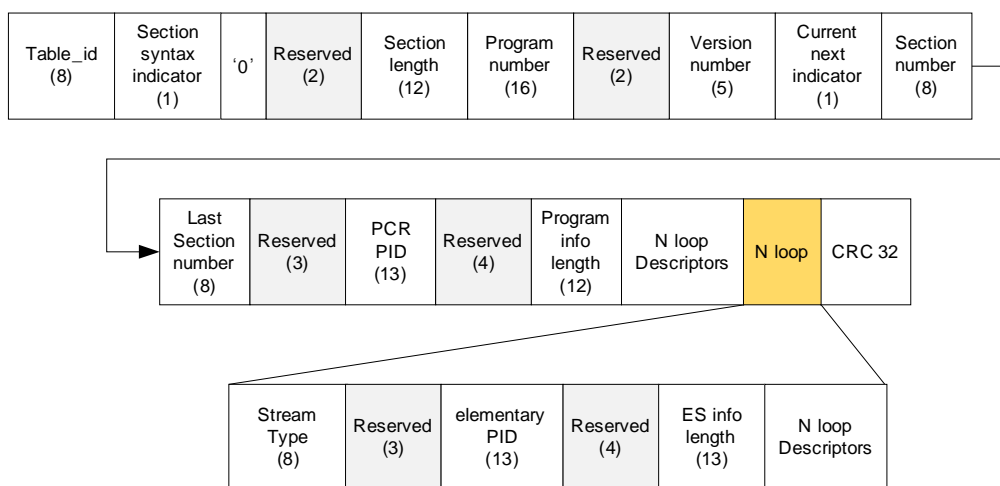 Table_id
(8)
Section
syntax
indicator
(1)
‘0’
Reserved
(2)
Section
length
(12)
Program
number
(16)
Reserved
(2)
Version
number
(5)
Current
next
indicator
(1)
Section
number
(8)
Last
Section
number
(8)
Reserved
(3)
PCR
PID
(13)
Reserved
(4)
Program
info
length
(12)
N loop
Descriptors
N loop
CRC 32
Stream
Type
(8)
Reserved
(3)
elementary
PID
(13)
Reserved
(4)
ES info
length
(13)
N loop
Descriptors